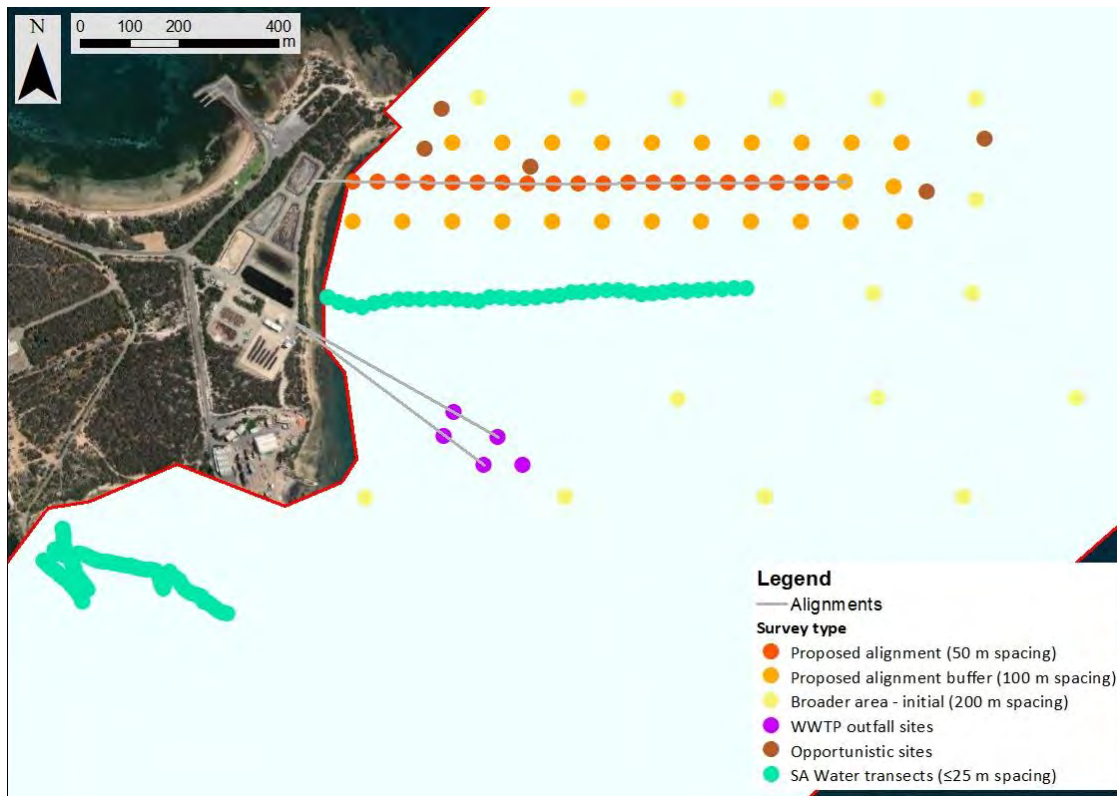 N
0 100 200 400
m
Legend
Alignments
Survey type
Proposed alignment (50 m spacing)
Proposed alignment buffer (100 m spacing)
Broader area - initial (200 m spacing)
WWTP outfall sites
Opportunistic sites
SA Water transects (≤25 m spacing)